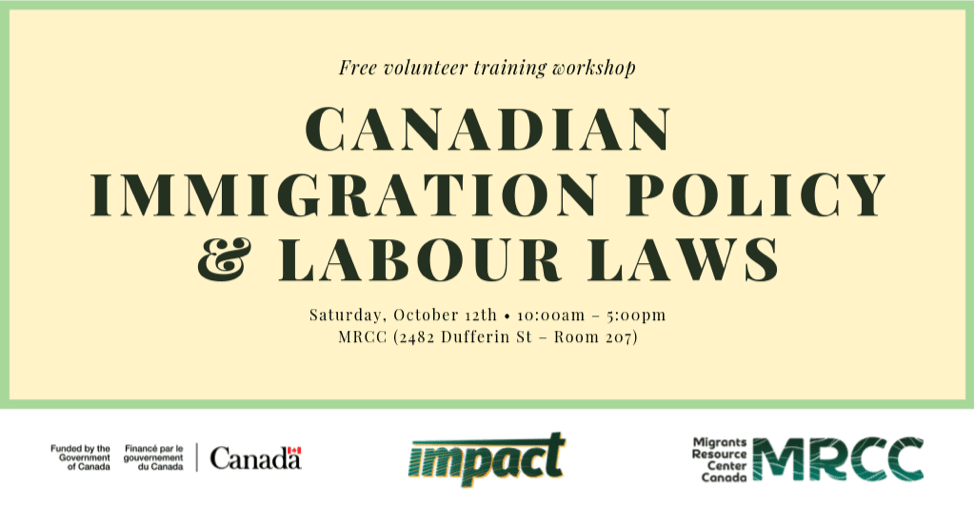 Free volunteer training workshop
CANADIAN
IMMIGRATION POLICY
& LABOUR LAWS
Saturday, October 12th • 10:00am – 5:00pm
MRCC (2482 Dufferin St – Room 207)
Funded by the
Government
of Canada
Financé par le
gouvernement
du Canada
Canada
impact
Migrants
Resource
Center
Canada
MRCC